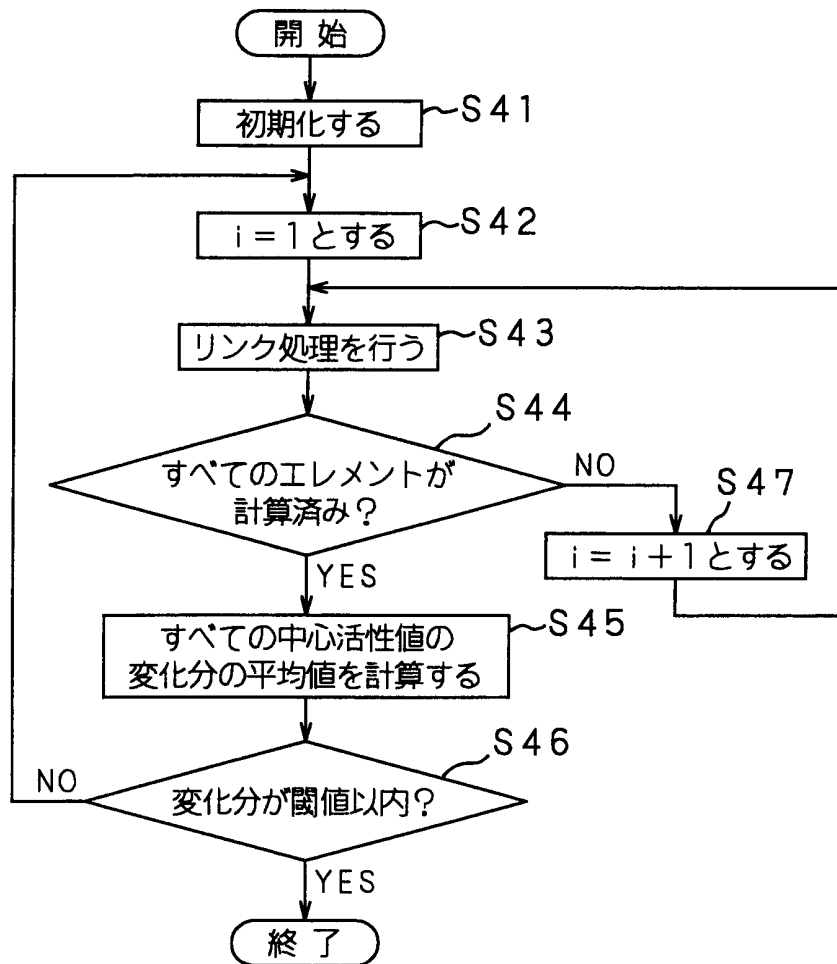 開始
初期化する
S41
i=1とする
S42
リンク処理を行う
S43
S44
すべてのエレメントが
計算済み?
NO
S47
i=i+1とする
YES
すべての中心活性値の
変化分の平均値を計算する
S45
S46
変化分が閾値以内?
NO
YES
終了